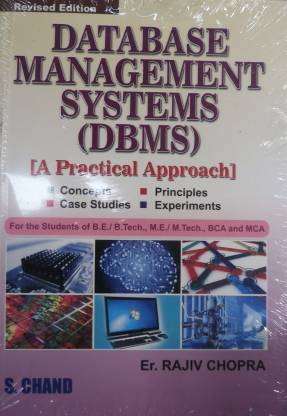 Revised Edition
DATABASE
MANAGEMENT
SYSTEMS
(DBMS)
[A Practical Approach]
Concepts Principles
Case Studies Experiments
For the Students of B.E./ B.Tech., M.E./ M.Tech., BCA and MCA
Er. RAJIV CHOPRA
S. CHAND